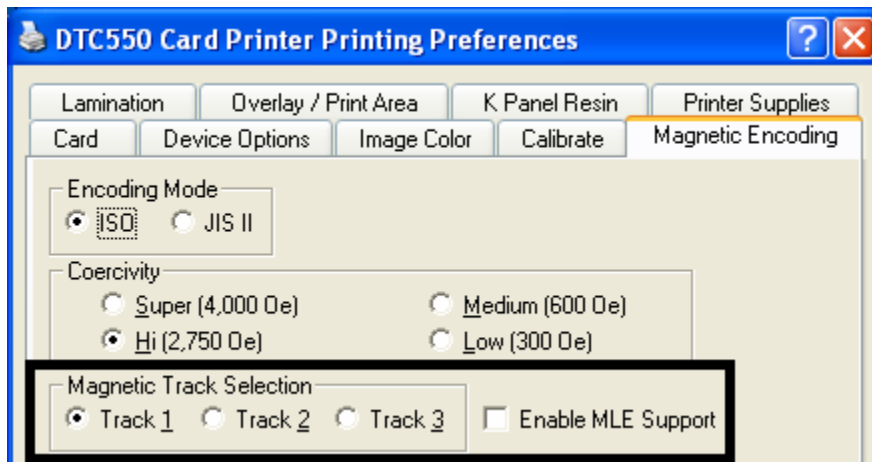 DTC550 Card Printer Printing Preferences
Lamination Overlay / Print Area K Panel Resin Printer Supplies
Card Device Options Image Color Calibrate Magnetic Encoding
Encoding Mode
ISO JIS II
Coercivity
Super (4,000 Oe) Medium (600 Oe)
Hi (2,750 Oe) Low (300 Oe)
Magnetic Track Selection
Track 1 Track 2 Track 3 Enable MLE Support